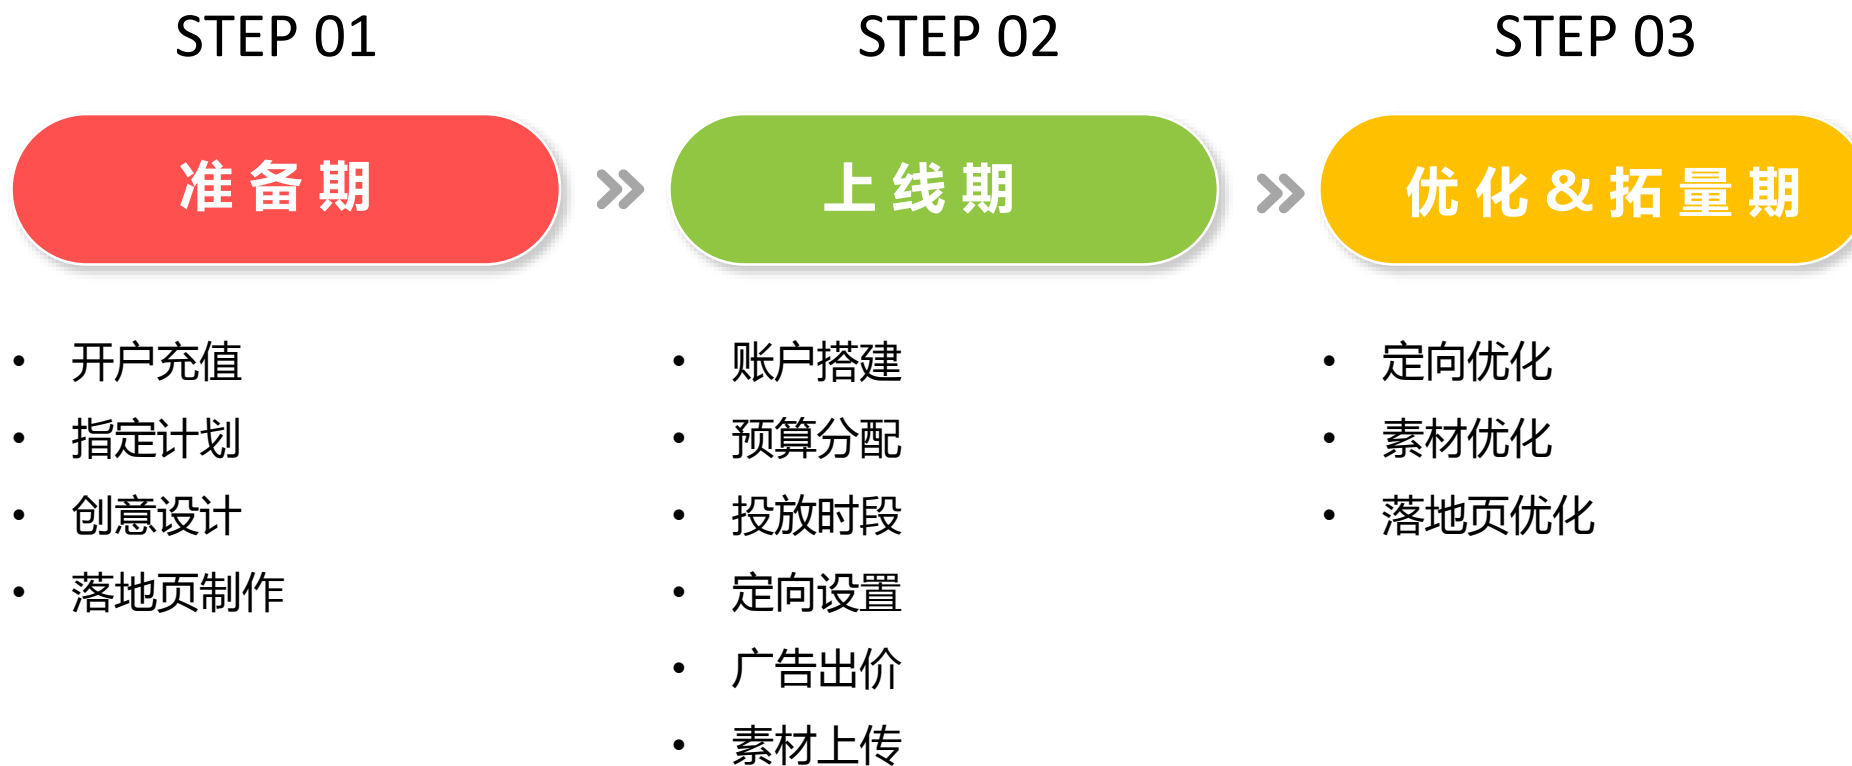 STEP 01
准备期
• 开户充值
• 指定计划
• 创意设计
• 落地页制作
STEP 02
上线期
• 账户搭建
• 预算分配
• 投放时段
• 定向设置
• 广告出价
• 素材上传
STEP 03
优化&拓量期
• 定向优化
• 素材优化
• 落地页优化